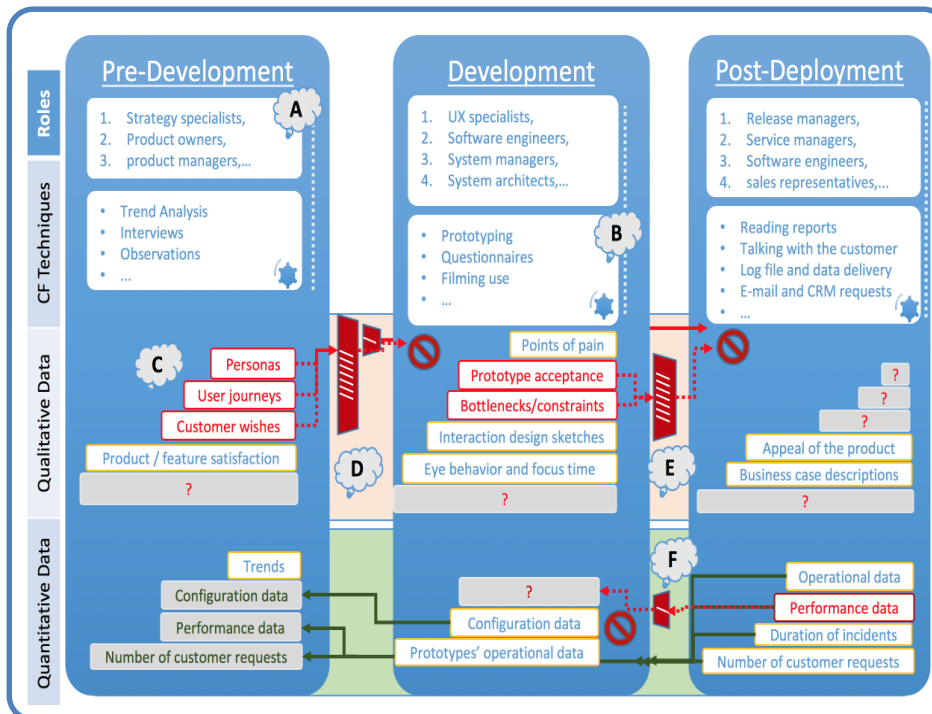 Pre-Development
Development
Post-Deployment
Roles
1. Strategy specialists,
2. Product owners,
3. product managers,...
A
1. UX specialists,
2. Software engineers,
3. System managers,
4. System architects,...
1. Release managers,
2. Service managers,
3. Software engineers,
4. sales representatives,...
CF Techniques
• Trend Analysis
• Interviews
• Observations
• ...
• Prototyping
• Questionnaires
• Filming use
• ...
B
• Reading reports
• Talking with the customer
• Log file and data delivery
• E-mail and CRM requests
• ...
Qualitative Data
C
Personas
User journeys
Customer wishes
Product / feature satisfaction
?
D
Points of pain
Prototype acceptance
Bottlenecks/constraints
Interaction design sketches
Eye behavior and focus time
?
E
?
?
?
Appeal of the product
Business case descriptions
?
Quantitative Data
Trends
Configuration data
Performance data
Number of customer requests
?
Configuration data
Prototypes' operational data
F
Operational data
Performance data
Duration of incidents
Number of customer requests